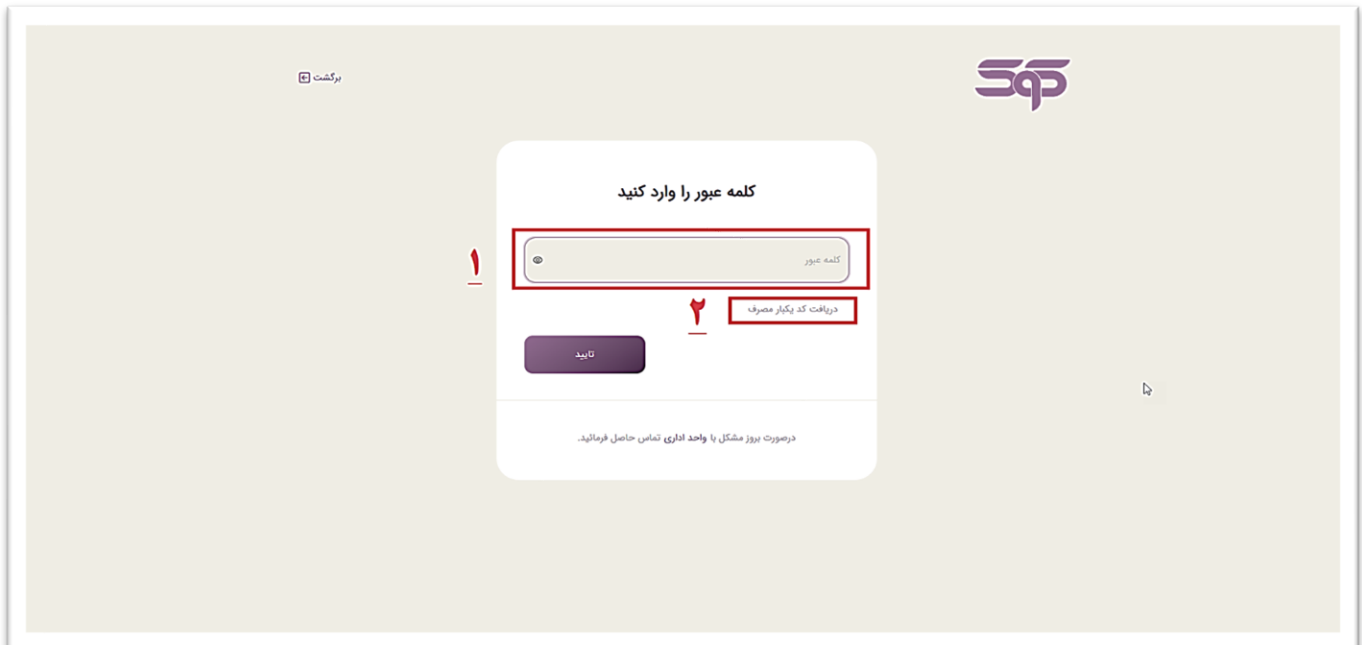 کوک
برگشت
کلمه عبور را وارد کنید
۱
کلمه عبور
۲
دریافت کد یکبار مصرف
تایید
درصورت بروز مشکل با واحد اداری تماس حاصل فرمائید.